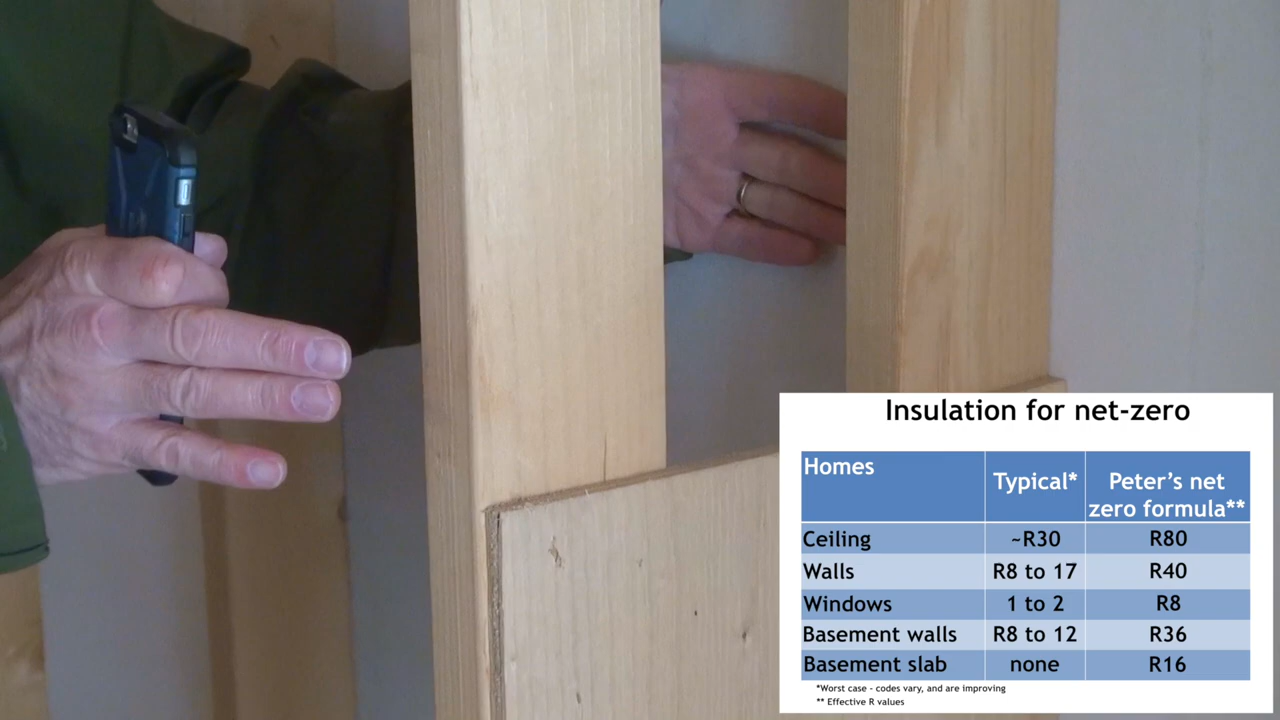 Insulation for net-zero
Homes Typical* Peter's net zero formula**
Ceiling ~R30 R80
Walls R8 to 17 R40
Windows 1 to 2 R8
Basement walls R8 to 12 R36
Basement slab none R16
*Worst case - codes vary, and are improving
** Effective R values